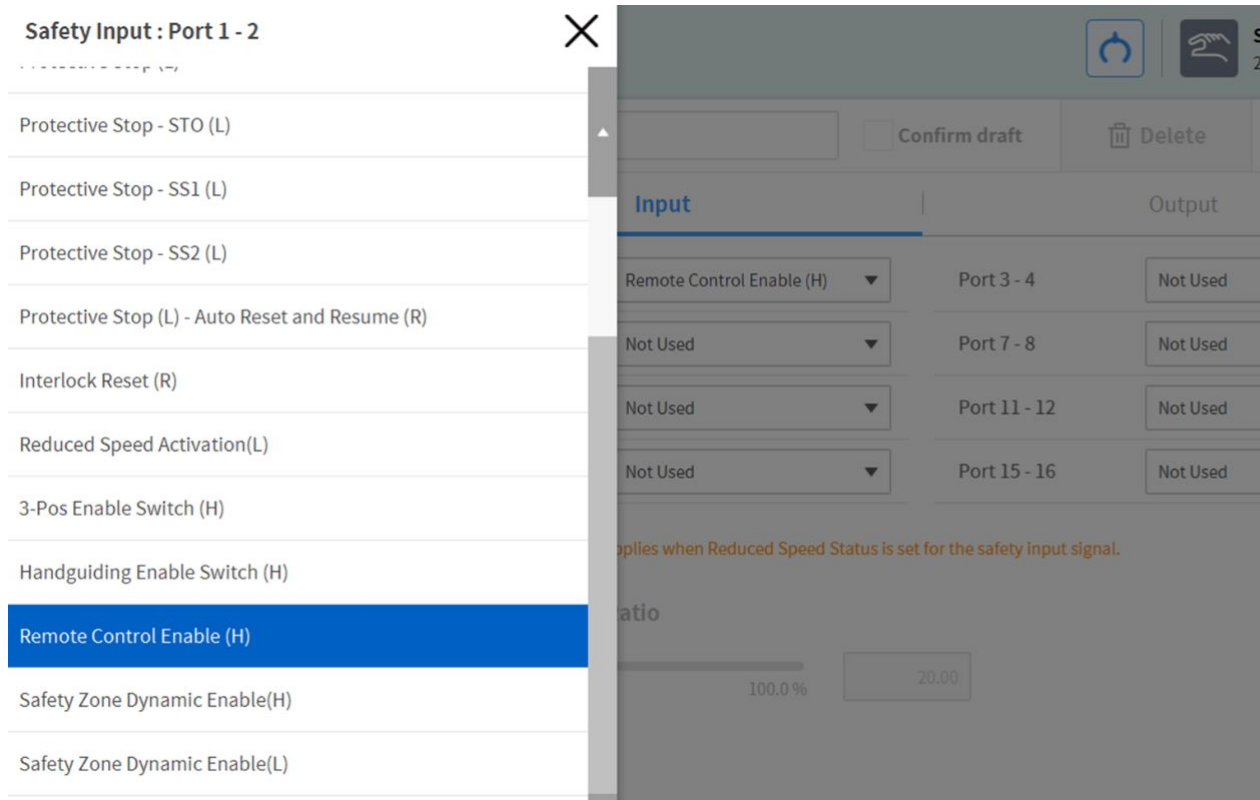 Safety Input : Port 1 - 2
Protective Stop - STO (L)
Protective Stop - SS1 (L)
Protective Stop - SS2 (L)
Protective Stop (L) - Auto Reset and Resume (R)
Interlock Reset (R)
Reduced Speed Activation(L)
3-Pos Enable Switch (H)
Handguiding Enable Switch (H)
Remote Control Enable (H)
Safety Zone Dynamic Enable(H)
Safety Zone Dynamic Enable(L)
Confirm draft
Delete
Input
Output
Remote Control Enable (H)
Port 3 - 4
Not Used
Not Used
Port 7 - 8
Not Used
Not Used
Port 11 - 12
Not Used
Not Used
Port 15 - 16
Not Used
when Reduced Speed Status is set for the safety input signal.
100.0 %
20.00